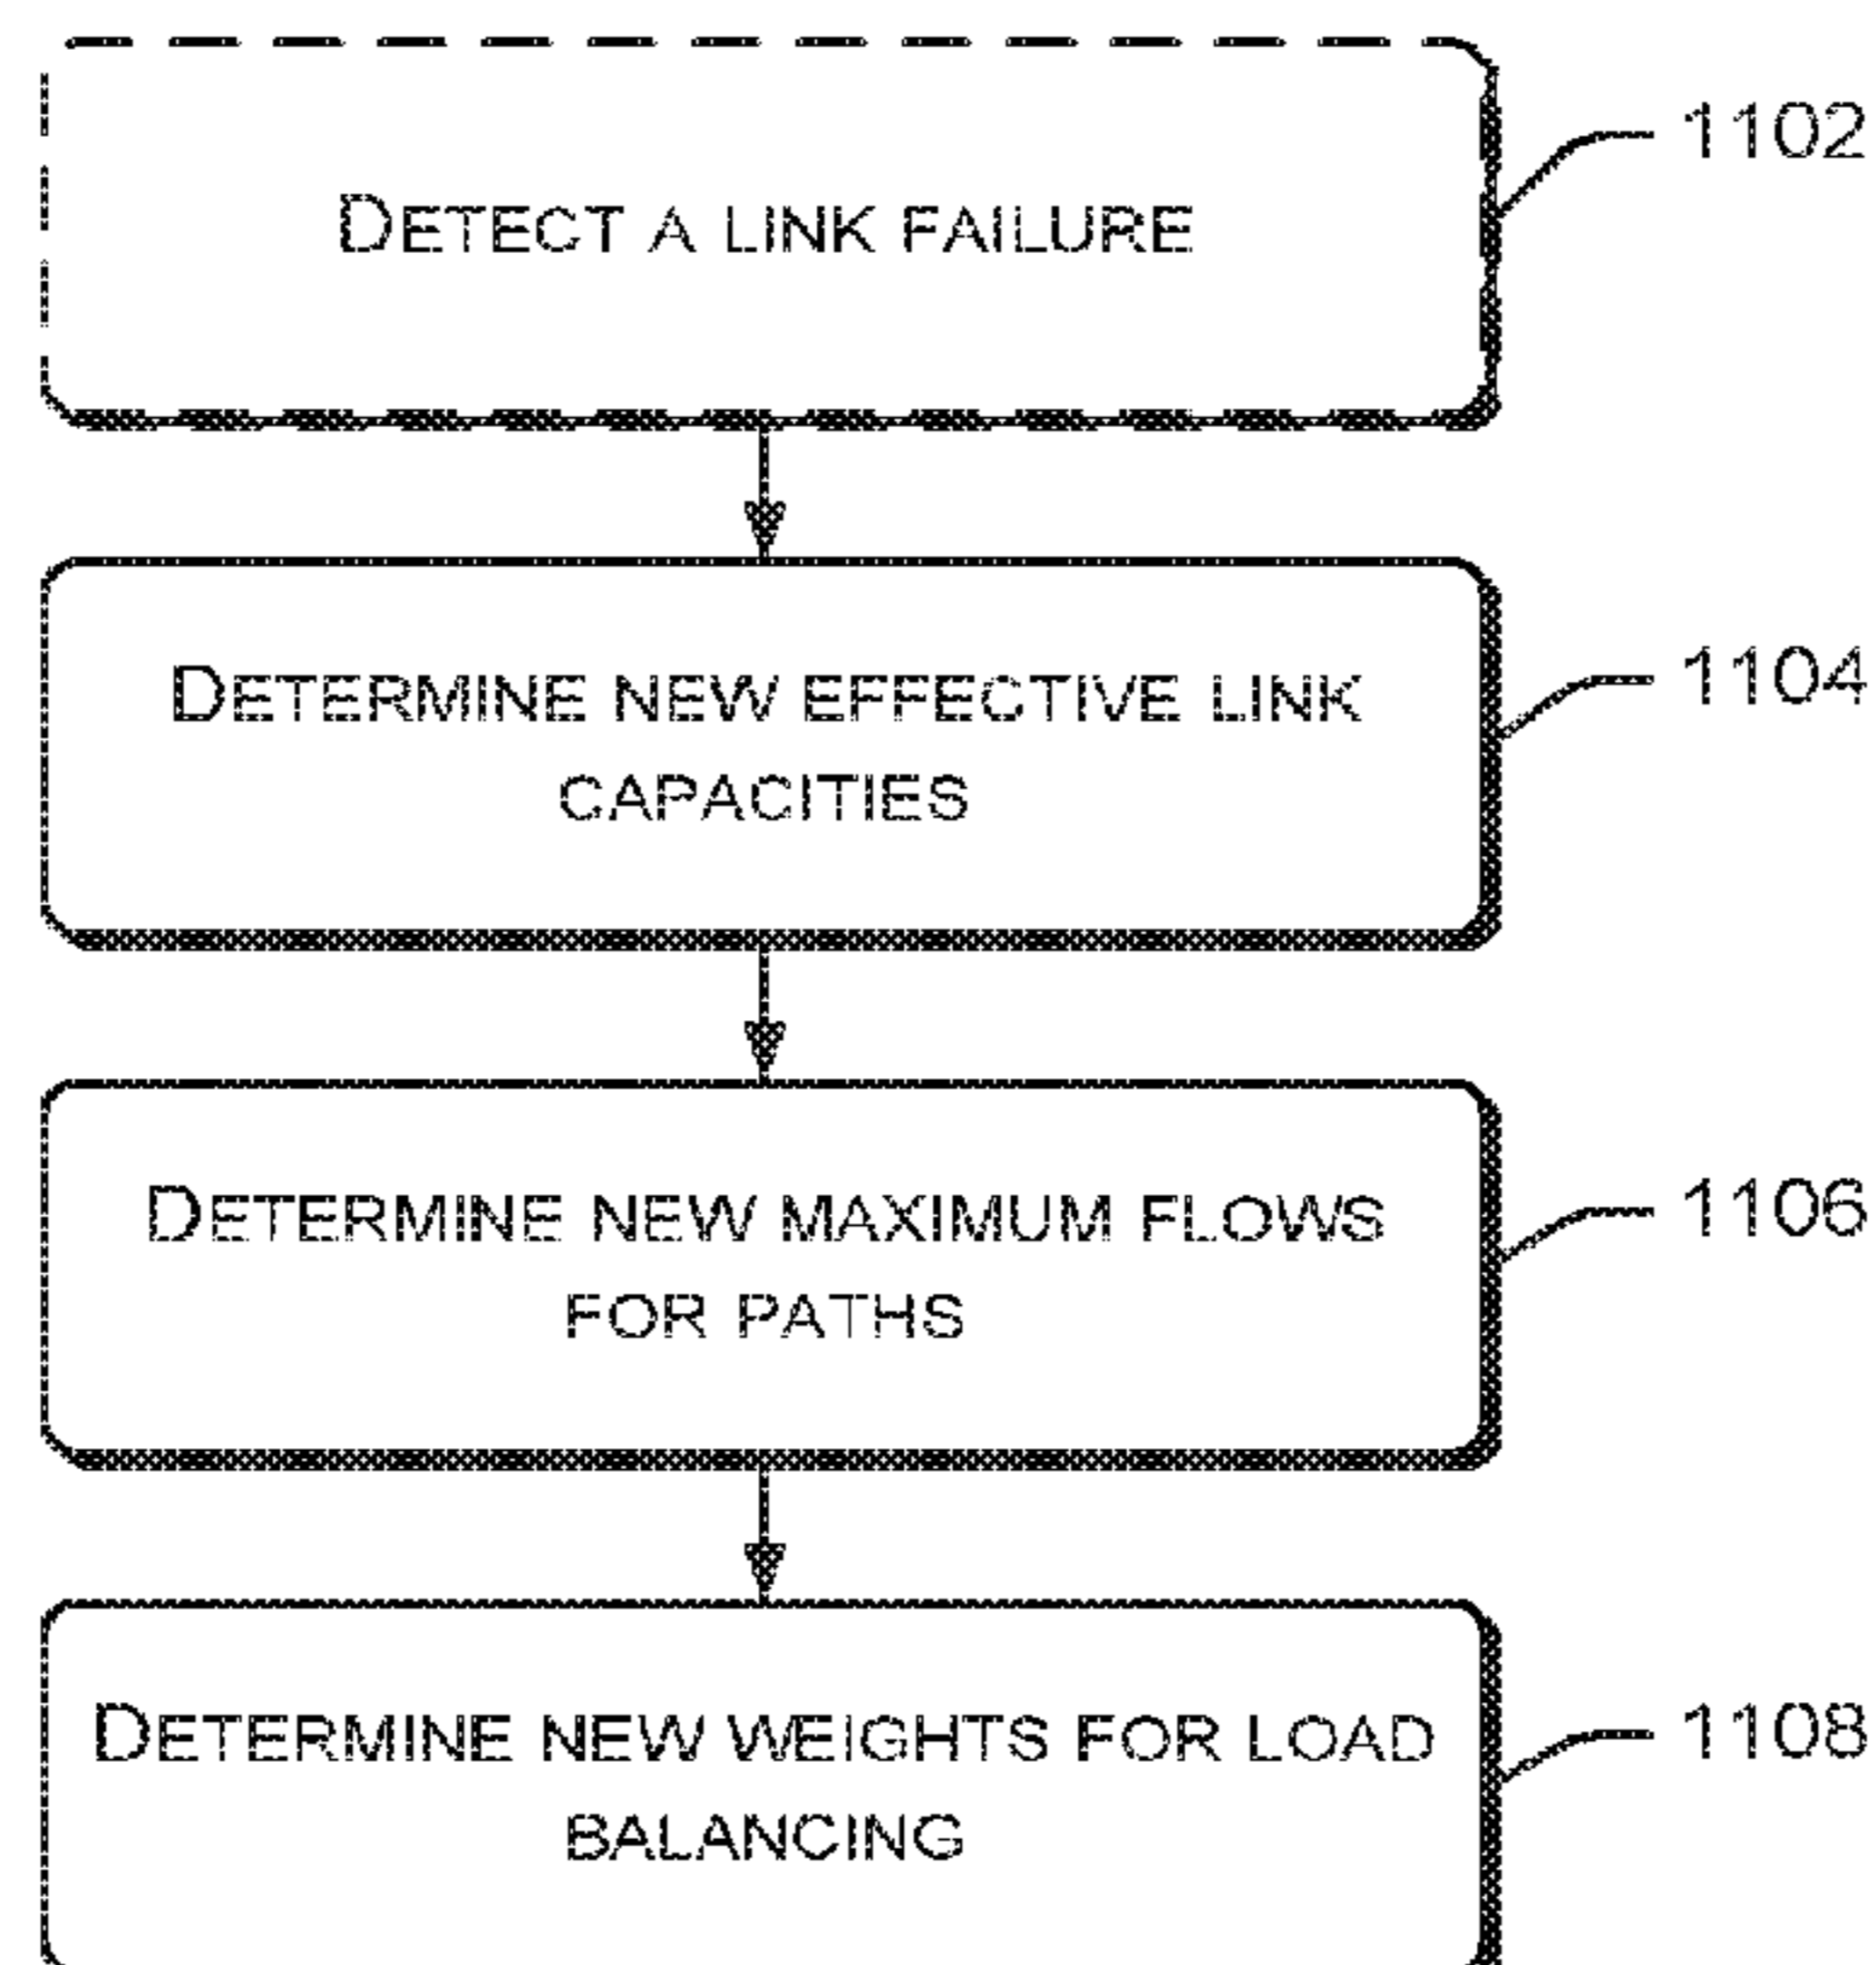 DETECT A LINK FAILURE
1102
DETERMINE NEW EFFECTIVE LINK
CAPACITIES
1104
DETERMINE NEW MAXIMUM FLOWS
FOR PATHS
1106
DETERMINE NEW WEIGHTS FOR LOAD
BALANCING
1108